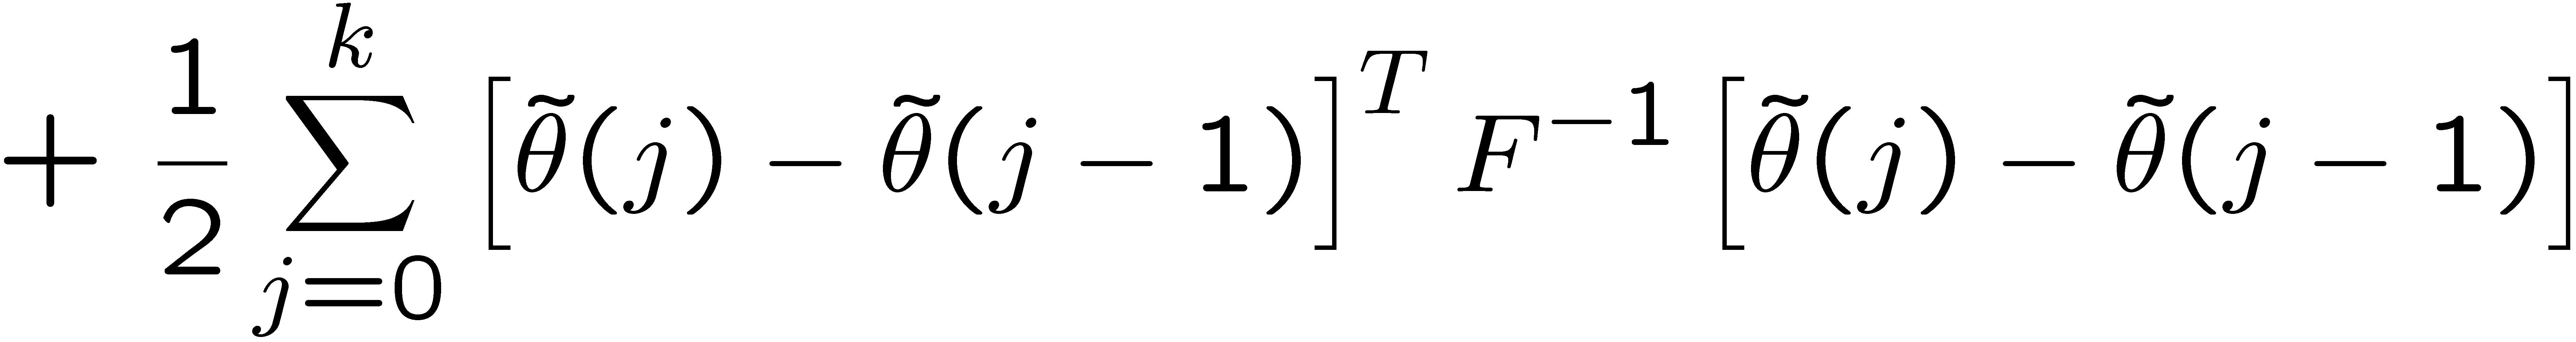 $+ \frac{1}{2} \sum_{j=0}^{k} \left[ \tilde{\theta}(j) - \tilde{\theta}(j-1) \right]^T F^{-1} \left[ \tilde{\theta}(j) - \tilde{\theta}(j-1) \right]$